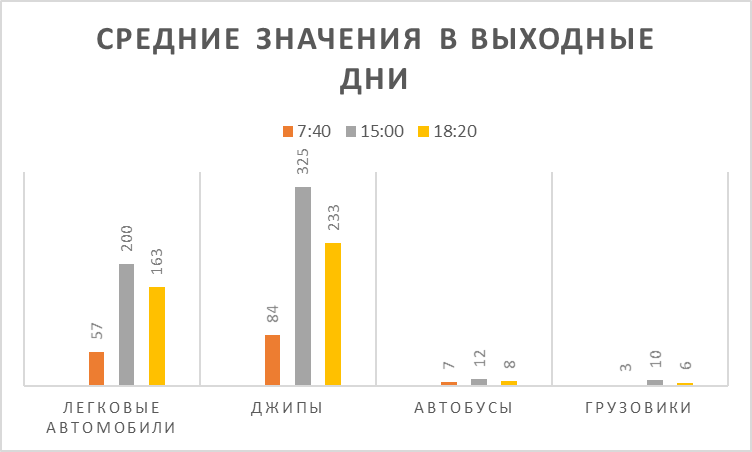 СРЕДНИЕ ЗНАЧЕНИЯ В ВЫХОДНЫЕ
ДНИ
7:40 15:00 18:20
57 200 163
84 325 233
7 12 8
3 10 6
ЛЕГКОВЫЕ
АВТОМОБИЛИ
ДЖИПЫ
АВТОБУСЫ
ГРУЗОВИКИ